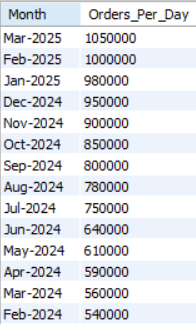 Month Orders_Per_Day
Mar-2025 1050000
Feb-2025 1000000
Jan-2025 980000
Dec-2024 950000
Nov-2024 900000
Oct-2024 850000
Sep-2024 800000
Aug-2024 780000
Jul-2024 750000
Jun-2024 640000
May-2024 610000
Apr-2024 590000
Mar-2024 560000
Feb-2024 540000